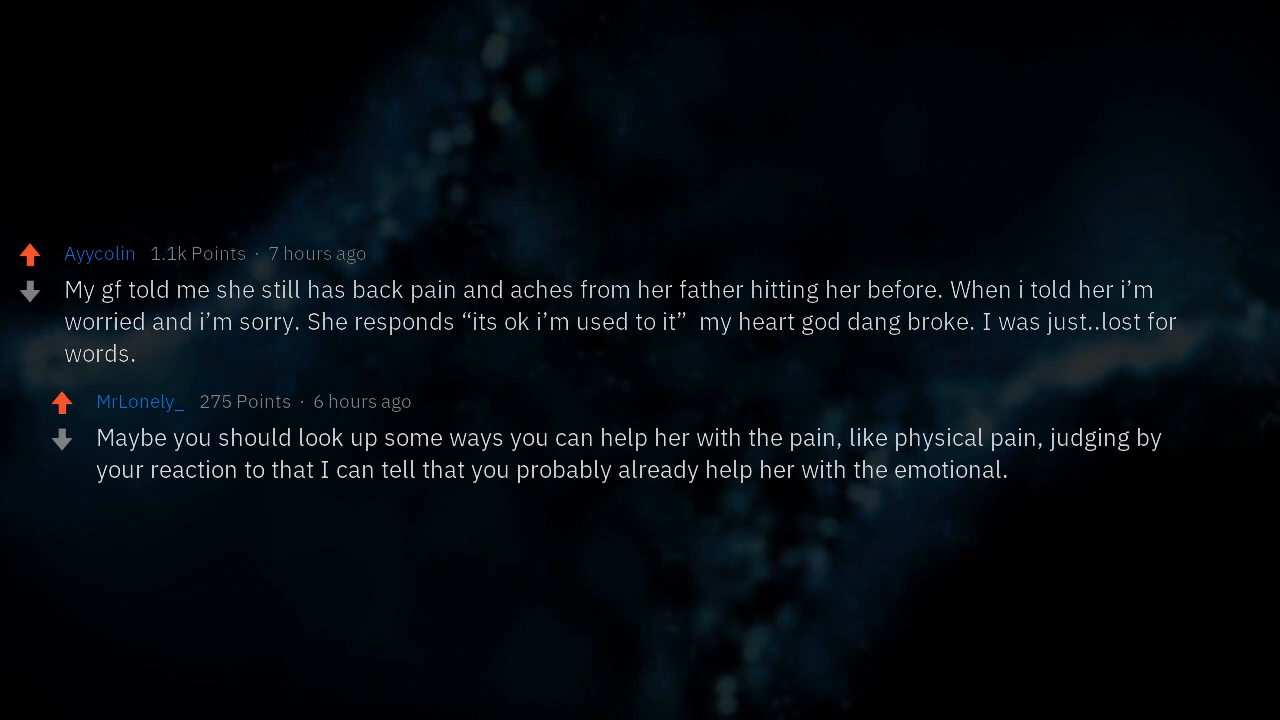 Ayycolin 1.1k Points · 7 hours ago
My gf told me she still has back pain and aches from her father hitting her before. When i told her i’m
worried and i’m sorry. She responds “its ok i’m used to it”  my heart god dang broke. I was just..lost for
words.
MrLonely_ 275 Points · 6 hours ago
Maybe you should look up some ways you can help her with the pain, like physical pain, judging by
your reaction to that I can tell that you probably already help her with the emotional.